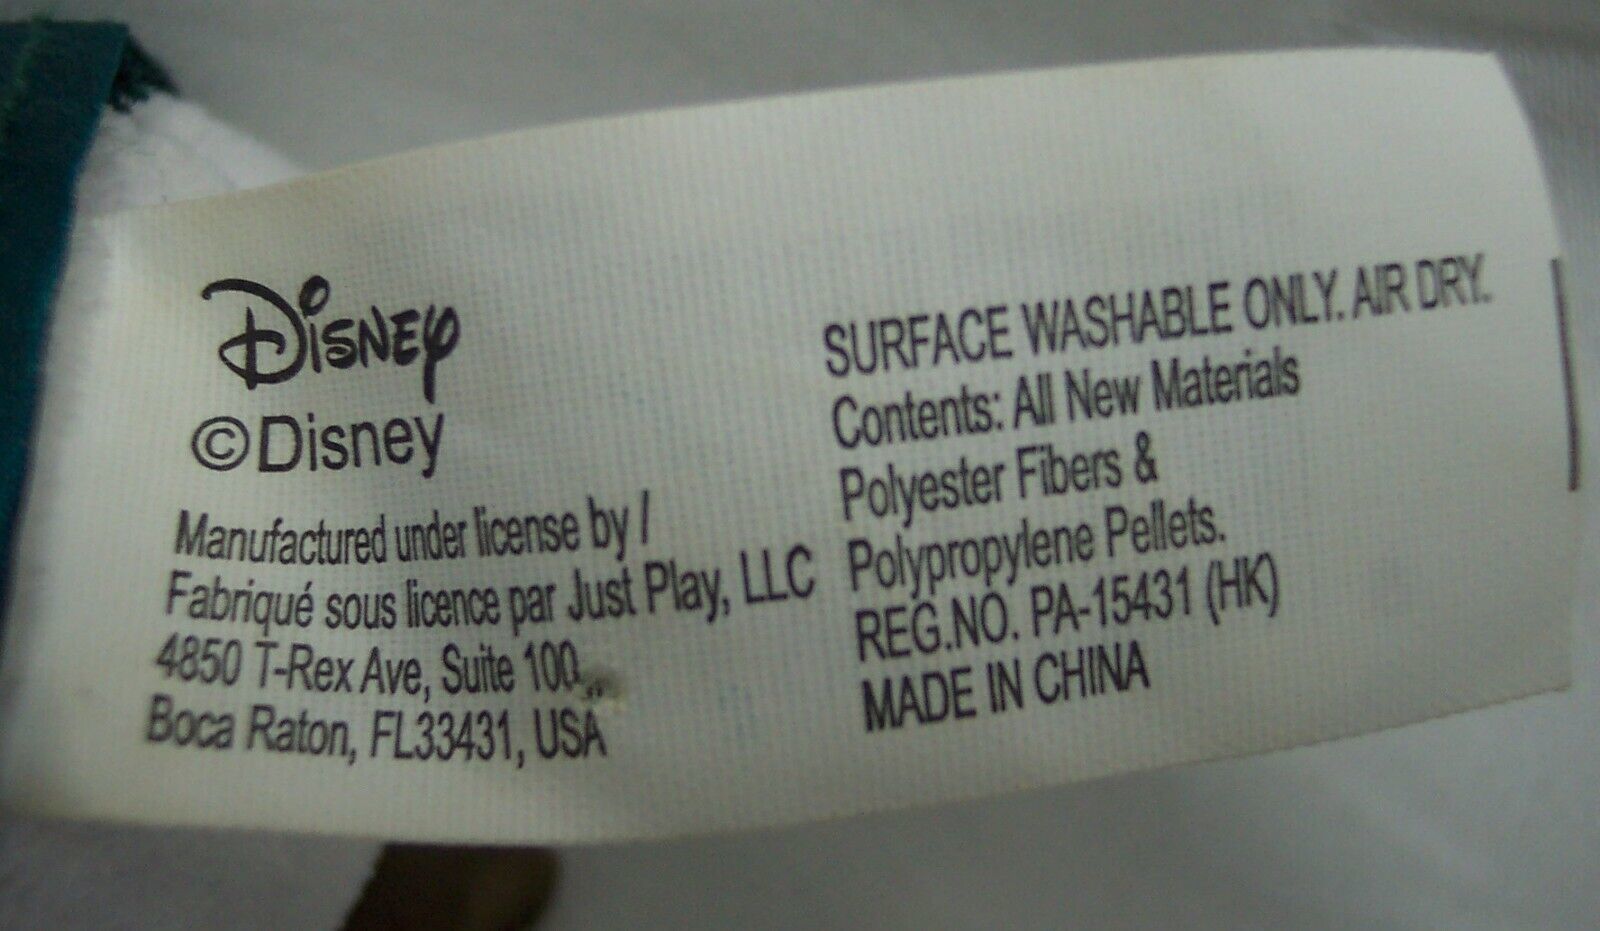 Disney
©Disney
Manufactured under license by /
Fabriqué sous licence par Just Play, LLC
4850 T-Rex Ave, Suite 100,
Boca Raton, FL33431, USA
SURFACE WASHABLE ONLY. AIR DRY.
Contents: All New Materials
Polyester Fibers &
Polypropylene Pellets.
REG.NO. PA-15431 (HK)
MADE IN CHINA